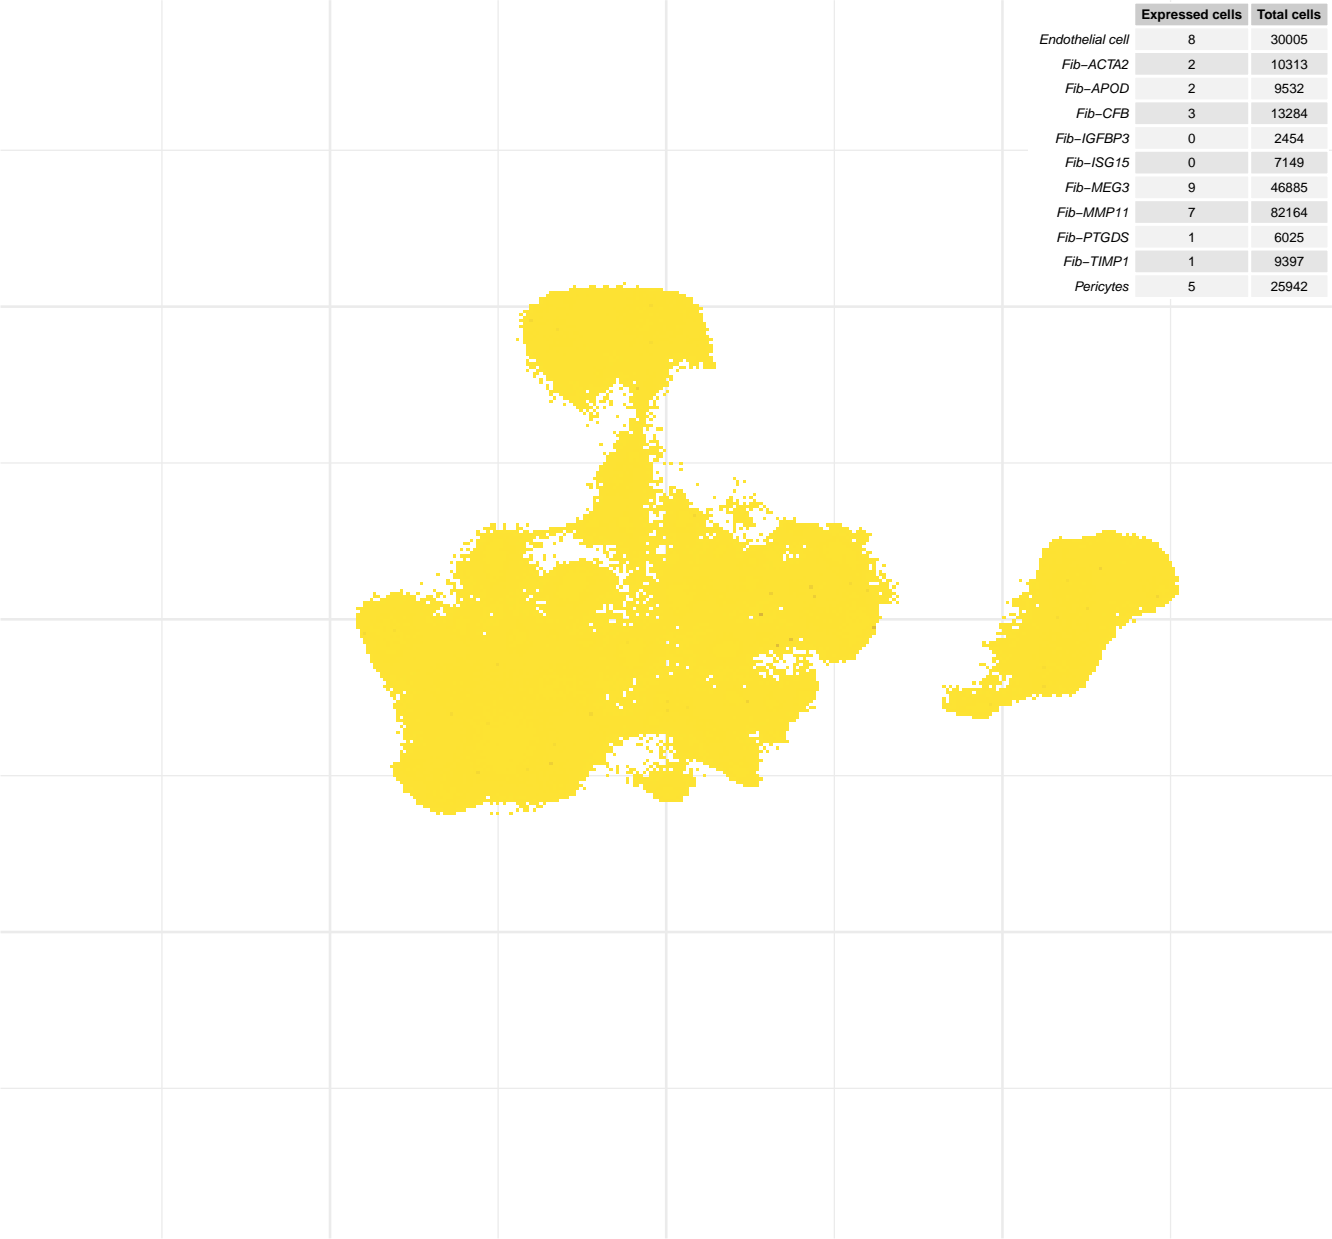 Expressed cells Total cells
Endothelial cell 8 30005
Fib−ACTA2 2 10313
Fib−APOD 2 9532
Fib−CFB 3 13284
Fib−IGFBP3 0 2454
Fib−ISG15 0 7149
Fib−MEG3 9 46885
Fib−MMP11 7 82164
Fib−PTGDS 1 6025
Fib−TIMP1 1 9397
Pericytes 5 25942